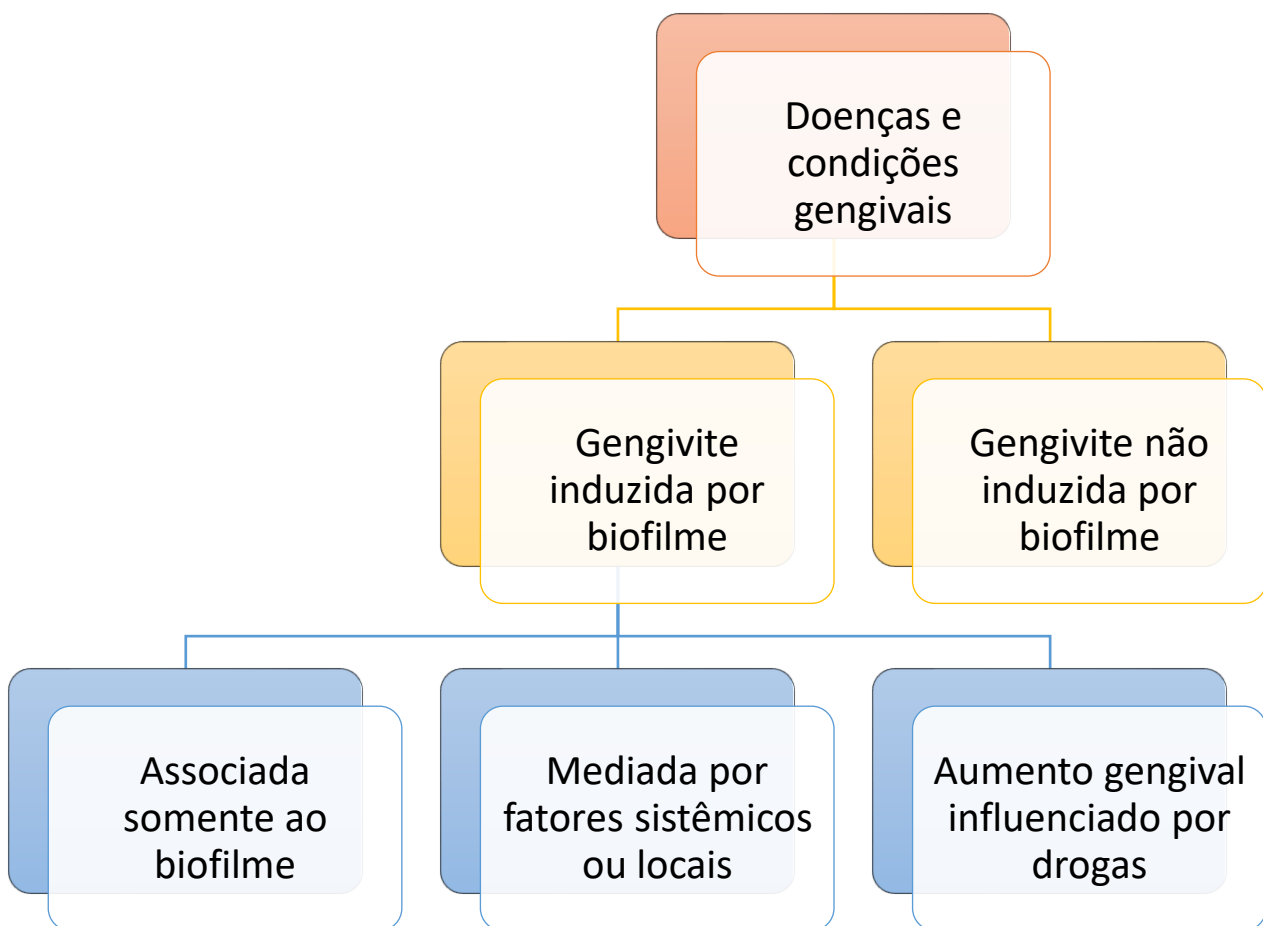 Doenças e
condições
gengivais
Gengivite
induzida por
biofilme
Gengivite não
induzida por
biofilme
Associada
somente ao
biofilme
Mediada por
fatores sistêmicos
ou locais
Aumento gengival
influenciado por
drogas